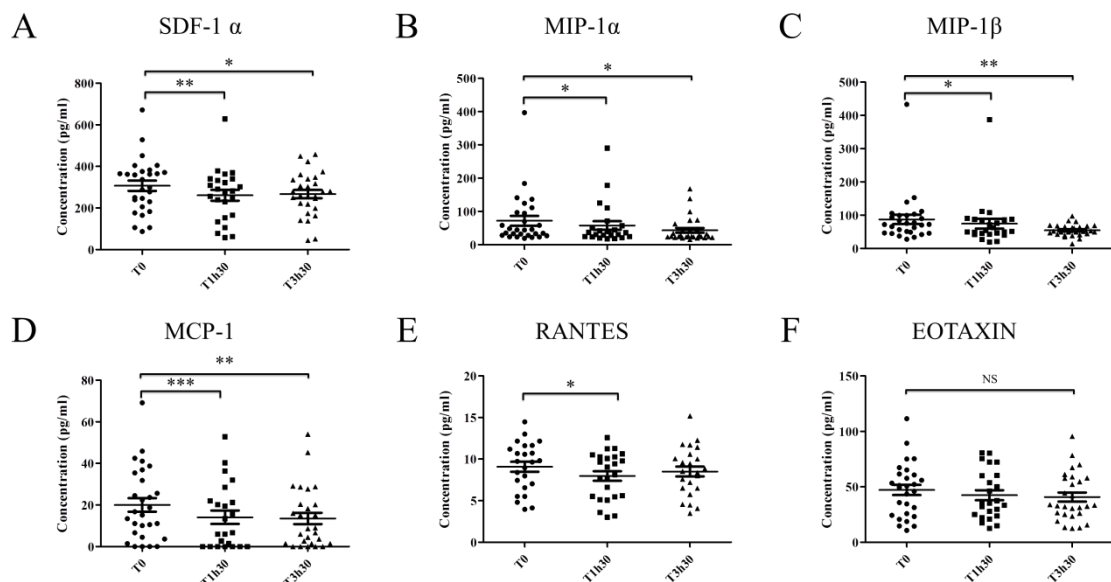 A
SDF-1 α
Concentration (pg/ml)
800
600
400
200
0
*
**
T0
T1h30
T3h30
B
MIP-1α
Concentration (pg/ml)
500
400
300
200
100
0
*
*
T0
T1h30
T3h30
C
MIP-1β
Concentration (pg/ml)
500
400
300
200
100
0
**
*
T0
T1h30
T3h30
D
MCP-1
Concentration (pg/ml)
80
60
40
20
0
**
***
T0
T1h30
T3h30
E
RANTES
Concentration (pg/ml)
20
15
10
5
0
*
T0
T1h30
T3h30
F
EOTAXIN
Concentration (pg/ml)
150
100
50
0
NS
T0
T1h30
T3h30